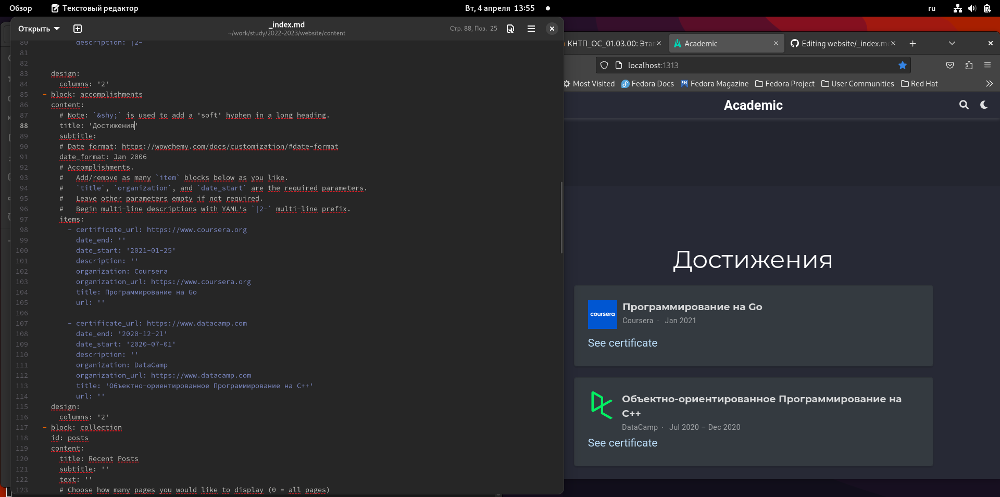 Обзор
Текстовый редактор
Вт, 4 апреля 13:55
ru
Открыть
_index.md
~/work/study/2022-2023/website/content
Стр. 88, Поз. 25
80 description: |2-
81
82
83 design:
84 columns: '2'
85 - block: accomplishments
86 content:
87 # Note: `&shy;` is used to add a 'soft' hyphen in a long heading.
88 title: 'Достижения'
89 subtitle:
90 # Date format: https://wowchemy.com/docs/customization/#date-format
91 date_format: Jan 2006
92 # Accomplishments.
93 # Add/remove as many `item` blocks below as you like.
94 # `title`, `organization`, and `date_start` are the required parameters.
95 # Leave other parameters empty if not required.
96 # Begin multi-line descriptions with YAML's `|2-` multi-line prefix.
97 items:
98 - certificate_url: https://www.coursera.org
99 date_end: ''
100 date_start: '2021-01-25'
101 description: ''
102 organization: Coursera
103 organization_url: https://www.coursera.org
104 title: Программирование на Go
105 url: ''
106
107 - certificate_url: https://www.datacamp.com
108 date_end: '2020-12-21'
109 date_start: '2020-07-01'
110 description: ''
111 organization: DataCamp
112 organization_url: https://www.datacamp.com
113 title: 'Объектно-ориентированное Программирование на C++'
114 url: ''
115 design:
116 columns: '2'
117 - block: collection
118 id: posts
119 content:
120 title: Recent Posts
121 subtitle: ''
122 text: ''
123 # Choose how many pages you would like to display (0 = all pages)
КНТП_ОС_01.03.00: Эта
Academic
Editing website/_index.m
localhost:1313
Most Visited
Fedora Docs
Fedora Magazine
Fedora Project
User Communities
Red Hat
Academic
Достижения
coursera
Программирование на Go
Coursera · Jan 2021
See certificate
Объектно-ориентированное Программирование на
C++
DataCamp · Jul 2020 – Dec 2020
See certificate